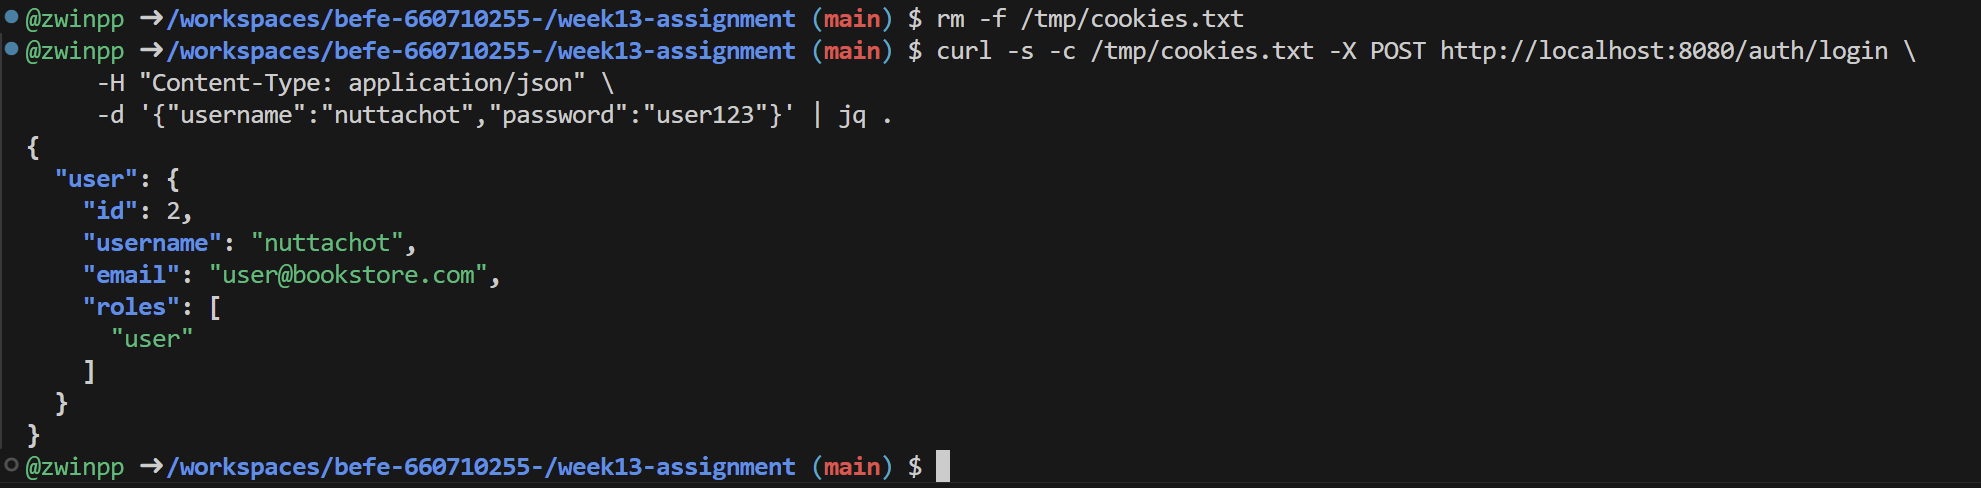 @zwinpp ➜/workspaces/befe-660710255-/week13-assignment (main) $ rm -f /tmp/cookies.txt
@zwinpp ➜/workspaces/befe-660710255-/week13-assignment (main) $ curl -s -c /tmp/cookies.txt -X POST http://localhost:8080/auth/login \
     -H "Content-Type: application/json" \
     -d '{"username":"nuttachot","password":"user123"}' | jq .
{
  "user": {
    "id": 2,
    "username": "nuttachot",
    "email": "user@bookstore.com",
    "roles": [
      "user"
    ]
  }
}
@zwinpp ➜/workspaces/befe-660710255-/week13-assignment (main) $